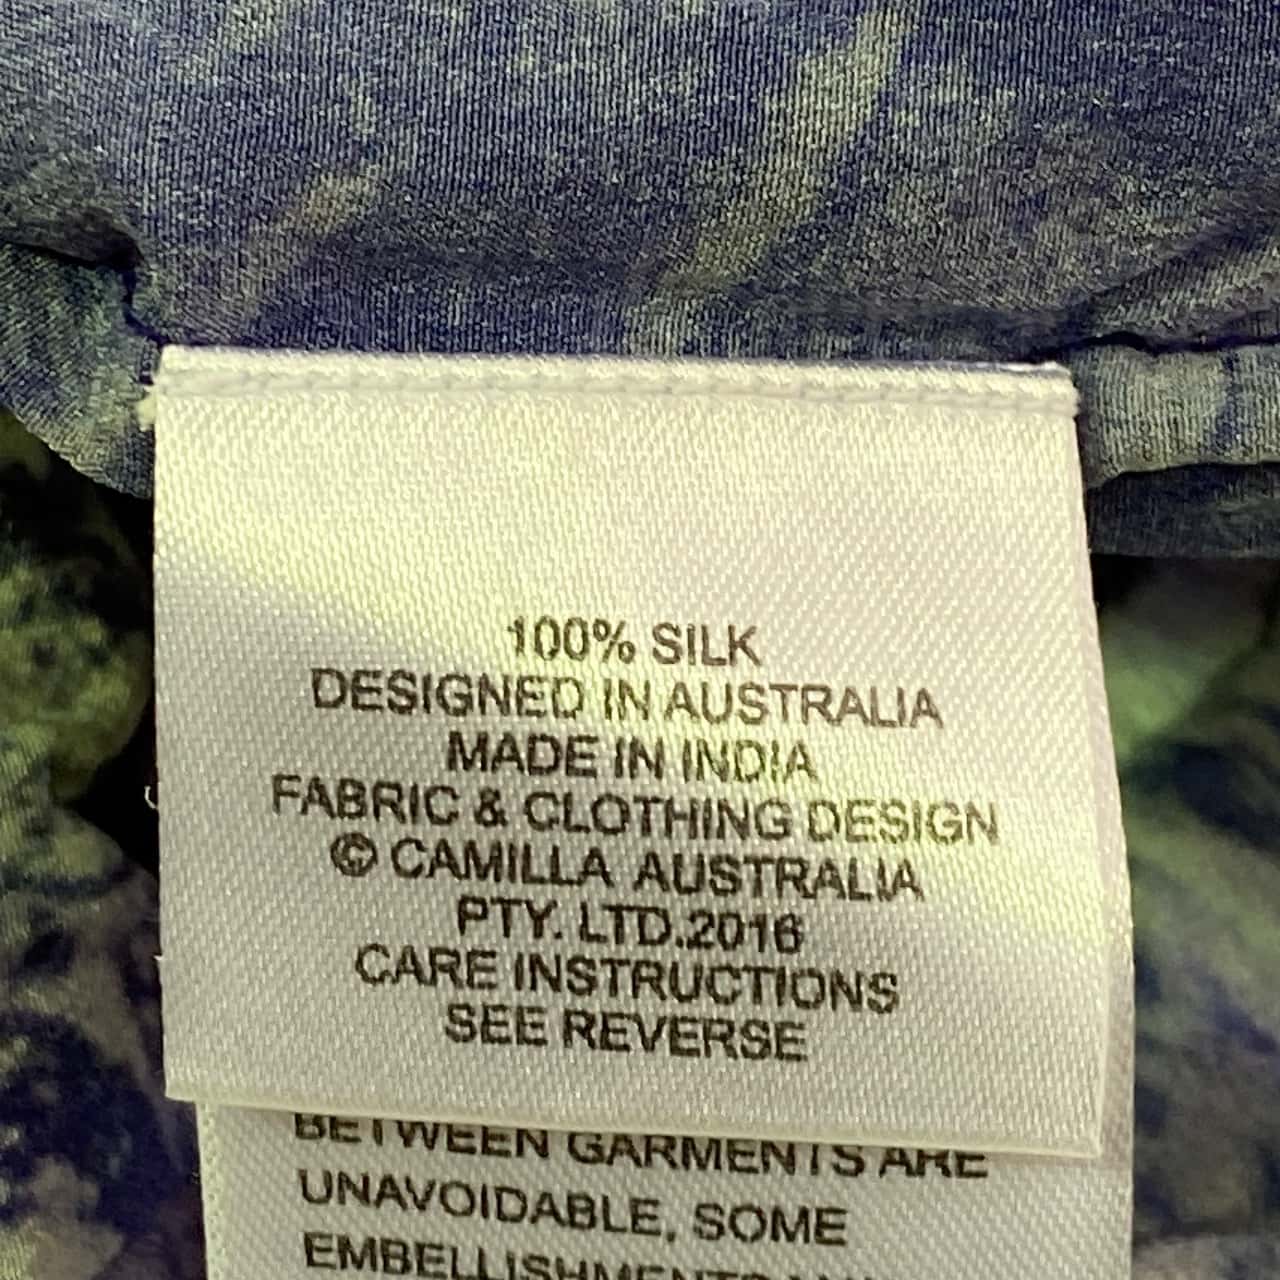 100% SILK
DESIGNED IN AUSTRALIA
MADE IN INDIA
FABRIC & CLOTHING DESIGN
© CAMILLA AUSTRALIA
PTY. LTD.2016
CARE INSTRUCTIONS
SEE REVERSE
BETWEEN GARMENTS ARE
UNAVOIDABLE, SOME
EMBELLISHMENTS